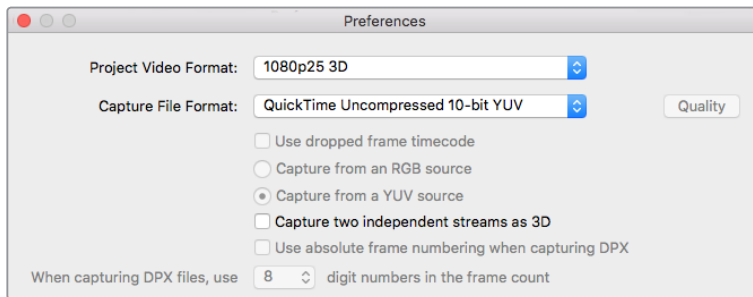 Preferences
Project Video Format: 1080p25 3D
Capture File Format: QuickTime Uncompressed 10-bit YUV Quality
Use dropped frame timecode
Capture from an RGB source
Capture from a YUV source
Capture two independent streams as 3D
Use absolute frame numbering when capturing DPX
When capturing DPX files, use 8 digit numbers in the frame count